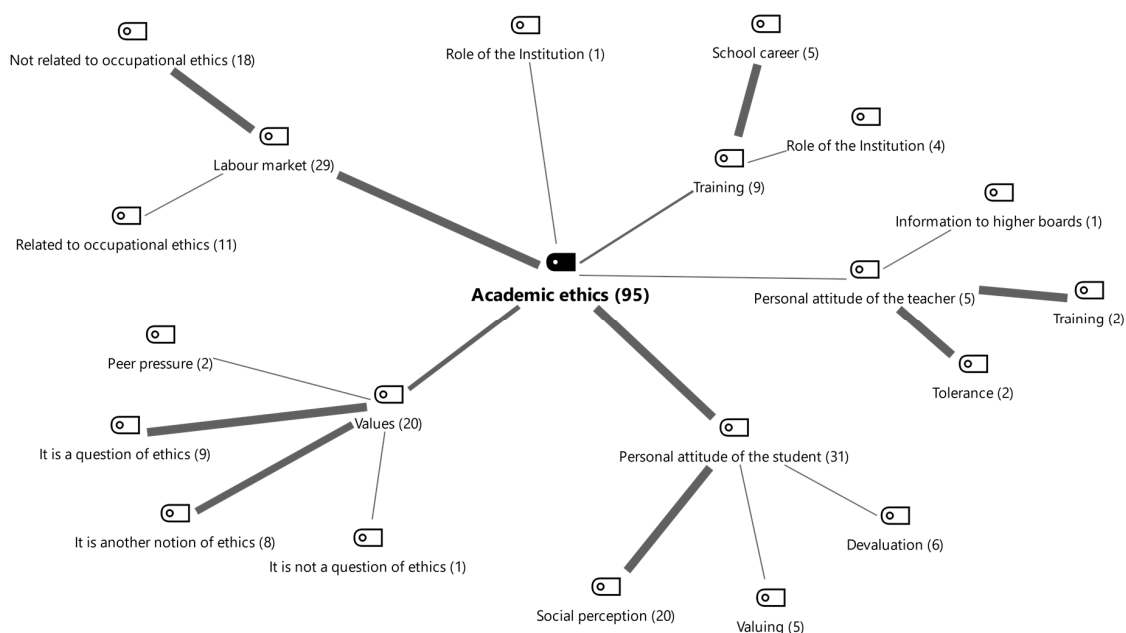 Role of the Institution (1)
School career (5)
Not related to occupational ethics (18)
Role of the Institution (4)
Labour market (29)
Training (9)
Information to higher boards (1)
Related to occupational ethics (11)
Academic ethics (95)
Personal attitude of the teacher (5)
Training (2)
Peer pressure (2)
Tolerance (2)
Values (20)
It is a question of ethics (9)
Personal attitude of the student (31)
It is another notion of ethics (8)
Devaluation (6)
It is not a question of ethics (1)
Social perception (20)
Valuing (5)